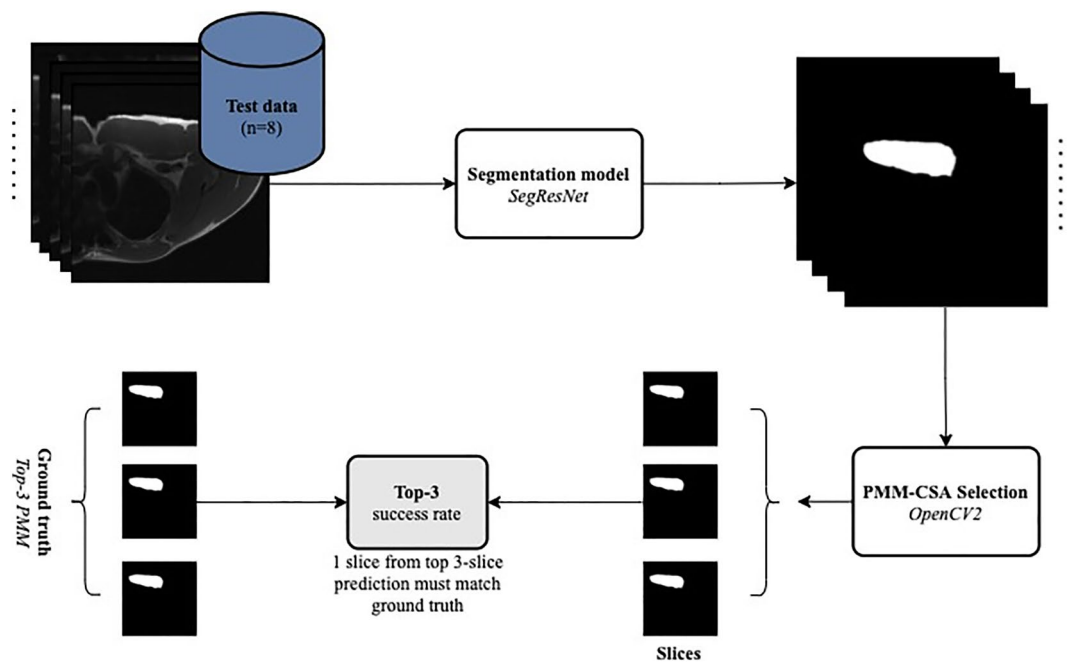 Test data
(n=8)
Segmentation model
SegResNet
Ground truth
Top-3 PMM
Top-3
success rate
1 slice from top 3-slice
prediction must match
ground truth
Slices
PMM-CSA Selection
OpenCV2